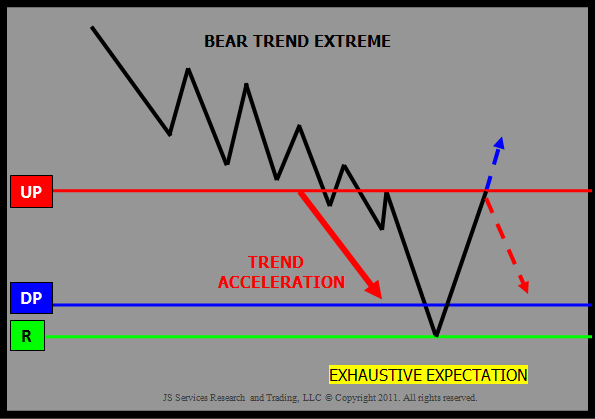 BEAR TREND EXTREME
UP
TREND
ACCELERATION
DP
R
EXHAUSTIVE EXPECTATION
JS Services Research and Trading, LLC © Copyright 2011. All rights reserved.